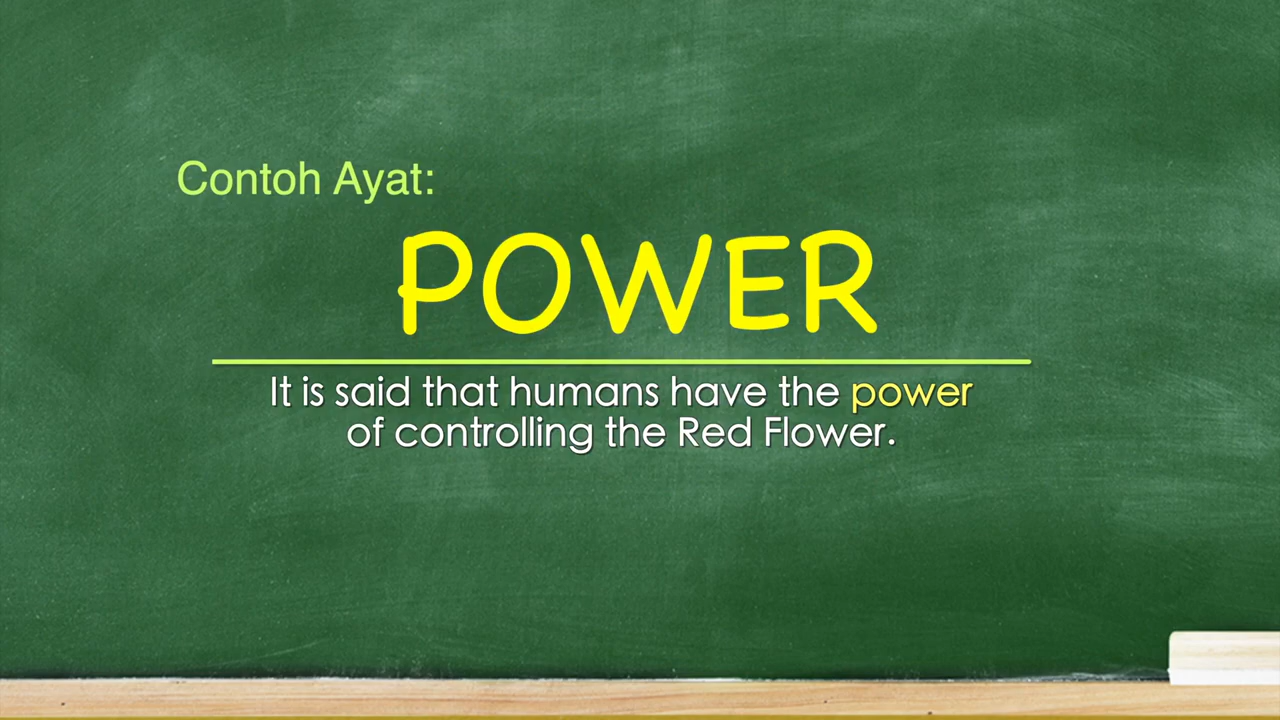 Contoh Ayat:
POWER
It is said that humans have the power
of controlling the Red Flower.